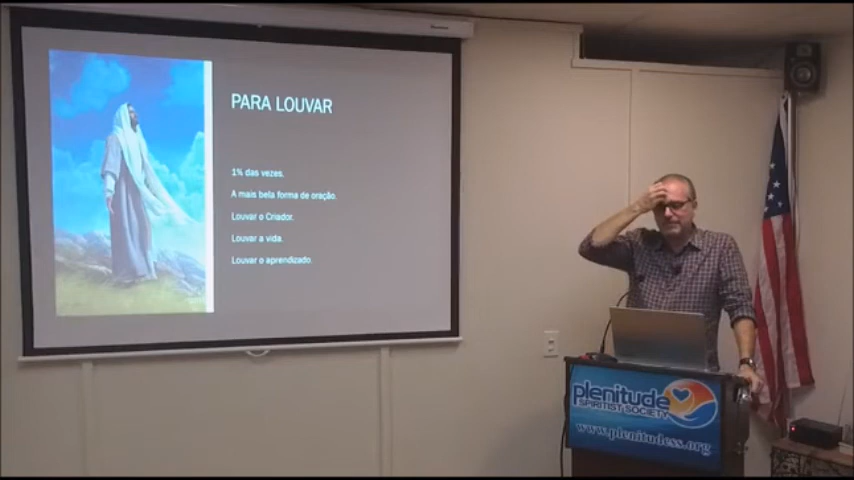 PARA LOUVAR
1% das vezes.
A mais bela forma de oração.
Louvar o Criador.
Louvar a vida.
Louvar o aprendizado.
plenitude
SPIRITIST SOCIETY
www.plenitudess.org